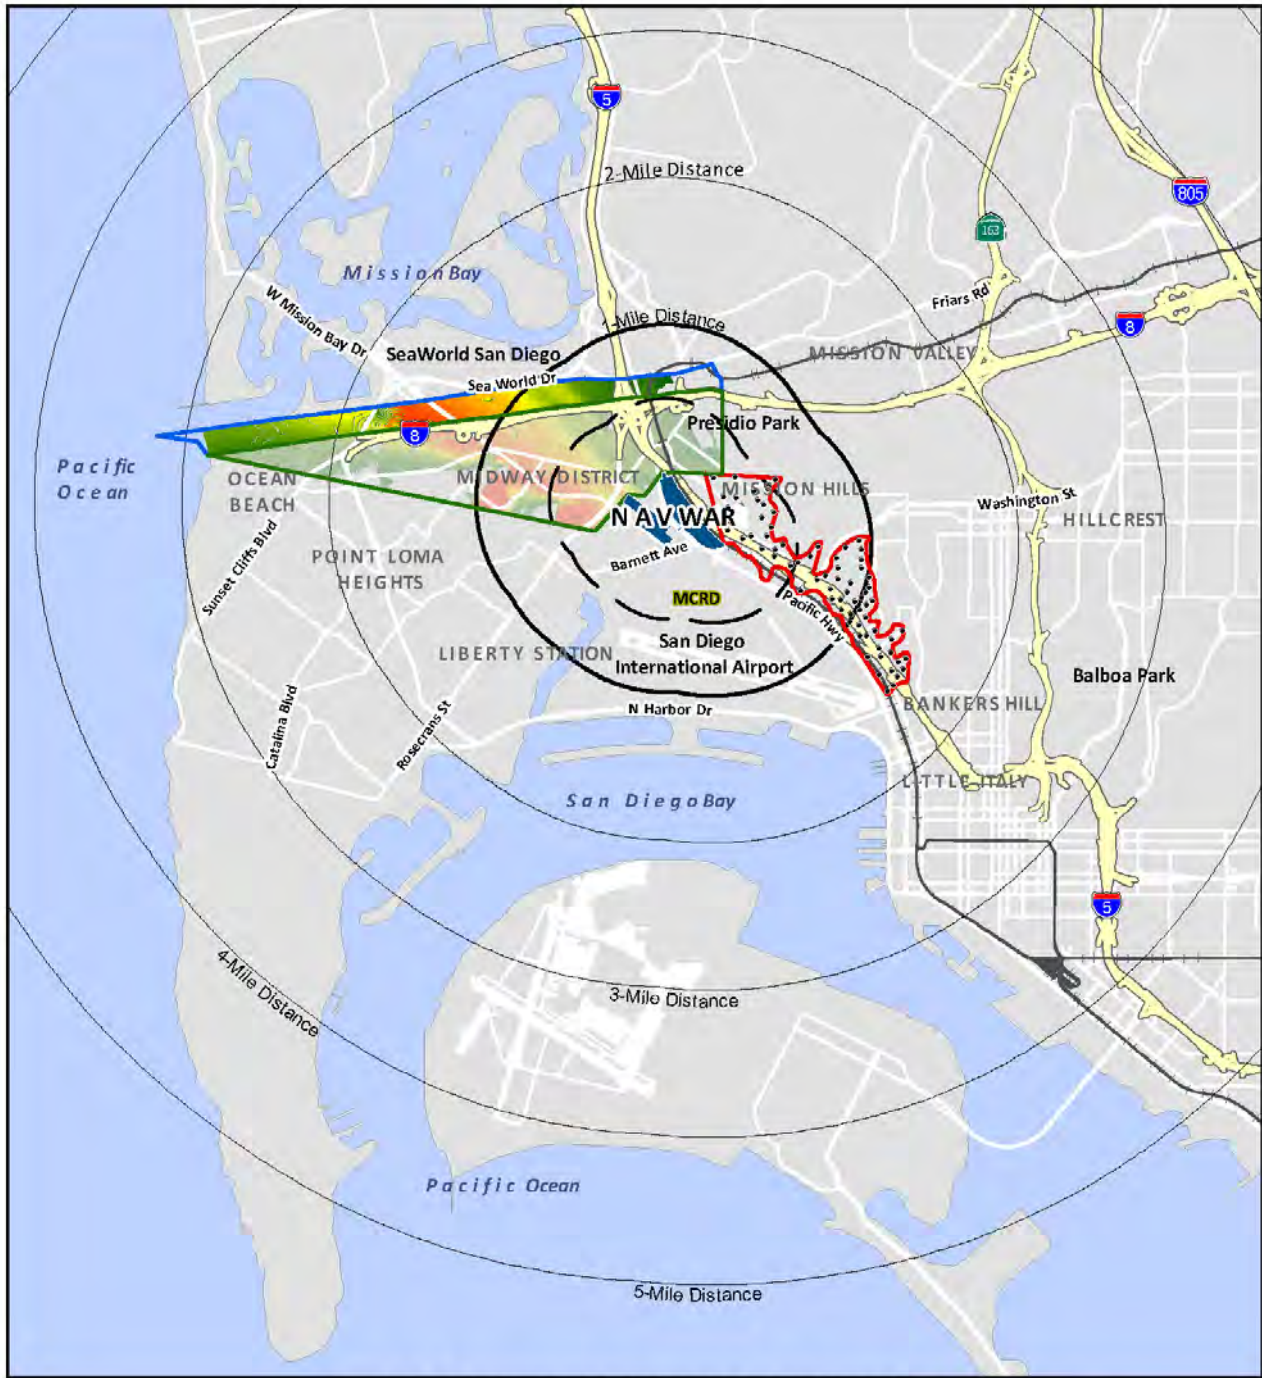 5
2-Mile Distance
805
163
Mission Bay
Friars Rd
W Mission Bay Dr
1-Mile Distance
8
MISSION VALLEY
SeaWorld San Diego
Sea World Dr
Presidio Park
8
Pacific
Ocean
OCEAN
BEACH
MIDWAY DISTRICT
MISSION HILLS
Washington St
HILLCREST
NAVWAR
Sunset Cliffs Blvd
POINT LOMA
HEIGHTS
Barnett Ave
MCRD
Pacific Hwy
San Diego
International Airport
LIBERTY STATION
Balboa Park
Catalina Blvd
Rosecrans St
N Harbor Dr
BANKERS HILL
LITTLE ITALY
San Diego Bay
5
4-Mile Distance
3-Mile Distance
Pacific Ocean
5-Mile Distance